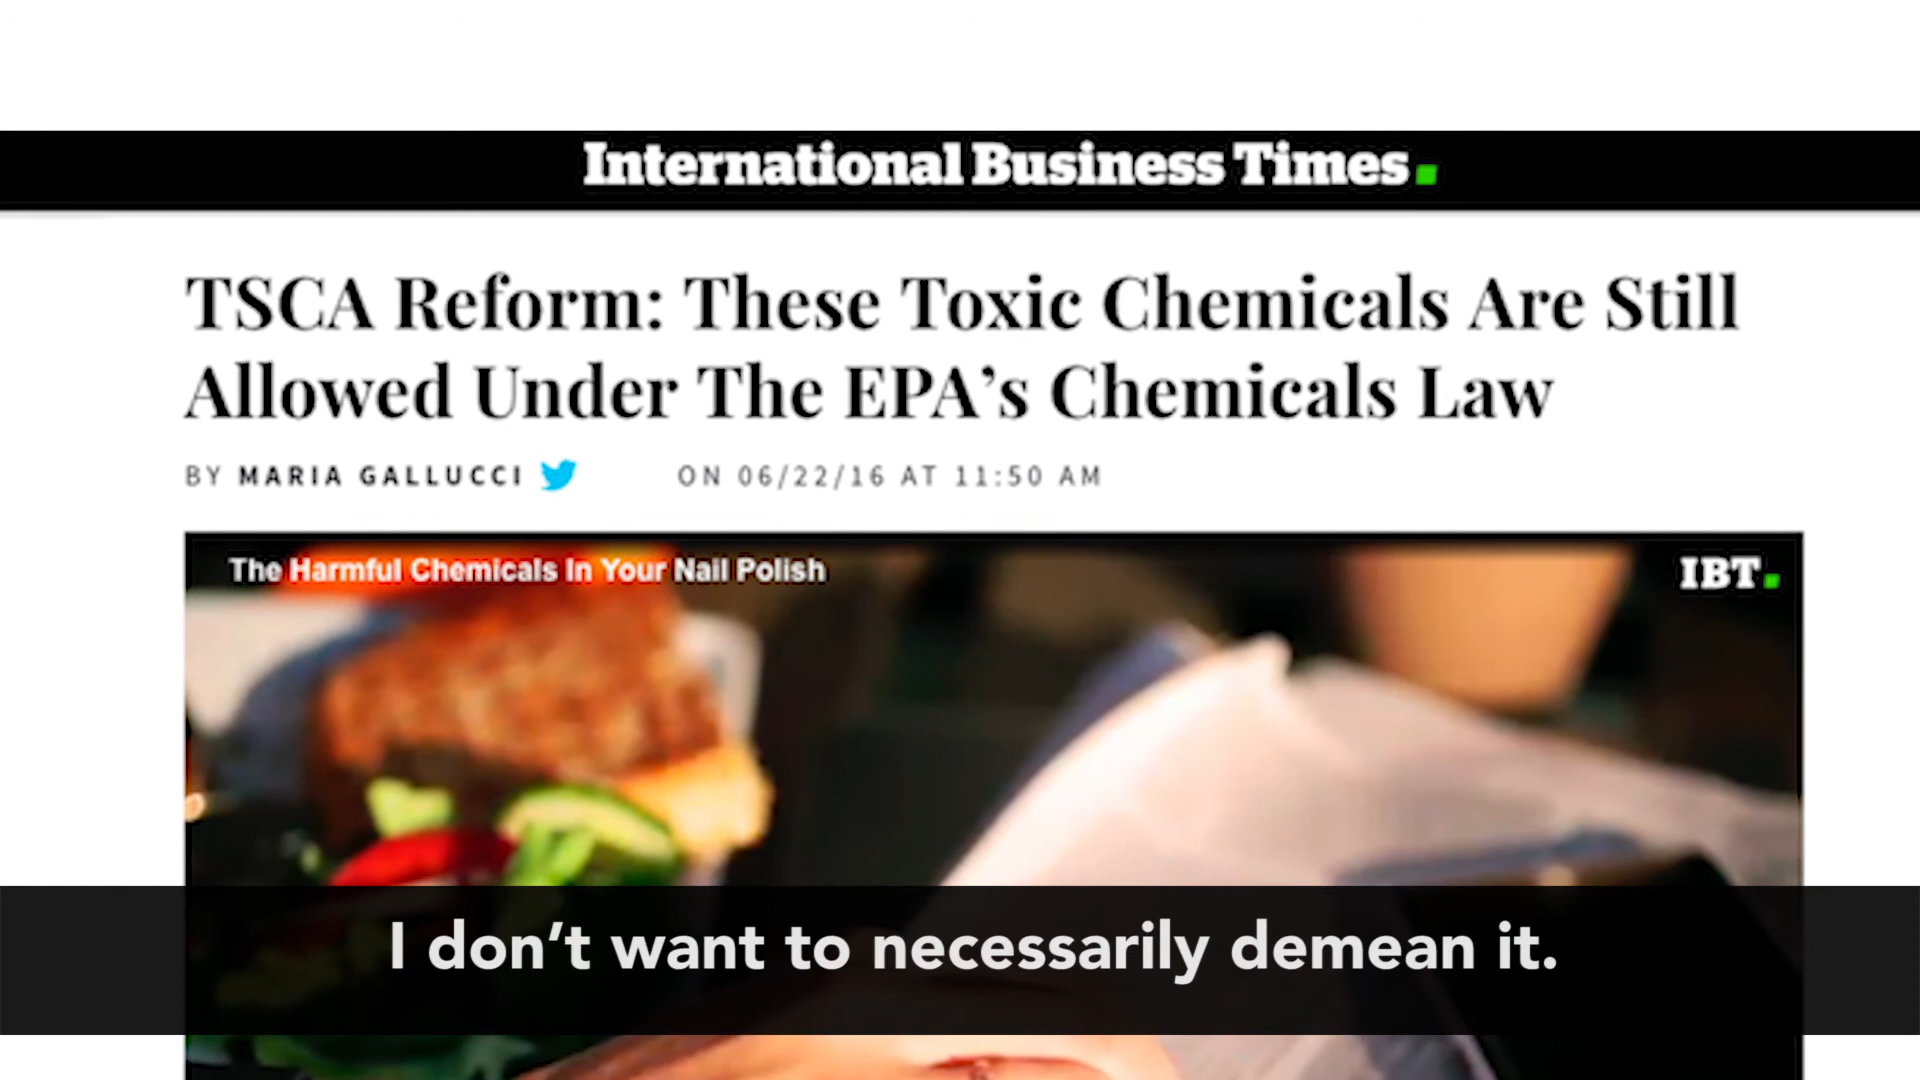 International Business Times
TSCA Reform: These Toxic Chemicals Are Still
Allowed Under The EPA’s Chemicals Law
BY MARIA GALLUCCI ON 06/22/16 AT 11:50 AM
The Harmful Chemicals In Your Nail Polish
IBT
I don’t want to necessarily demean it.